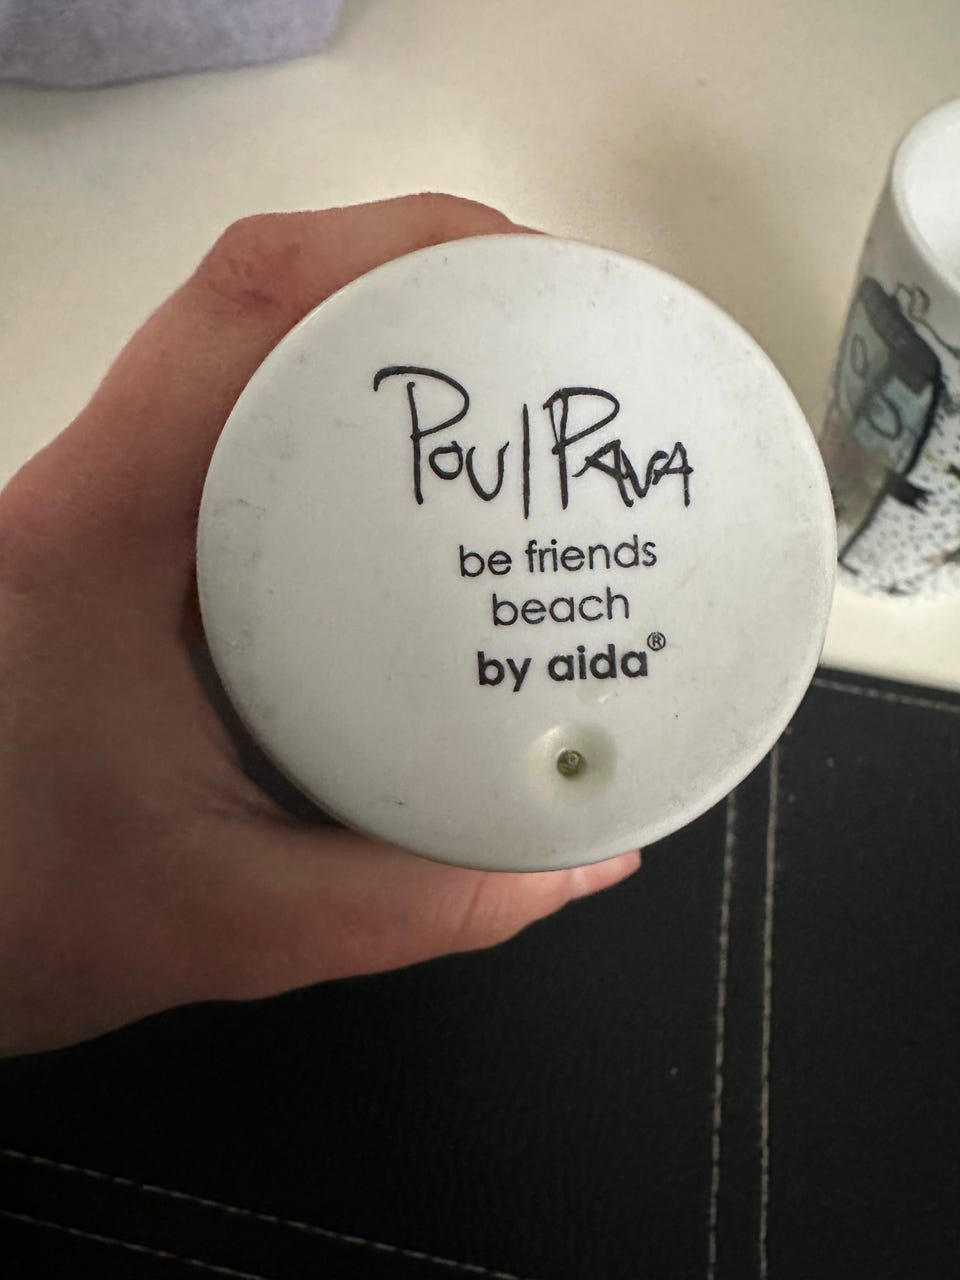 Poul Pava
be friends
beach
by aida®